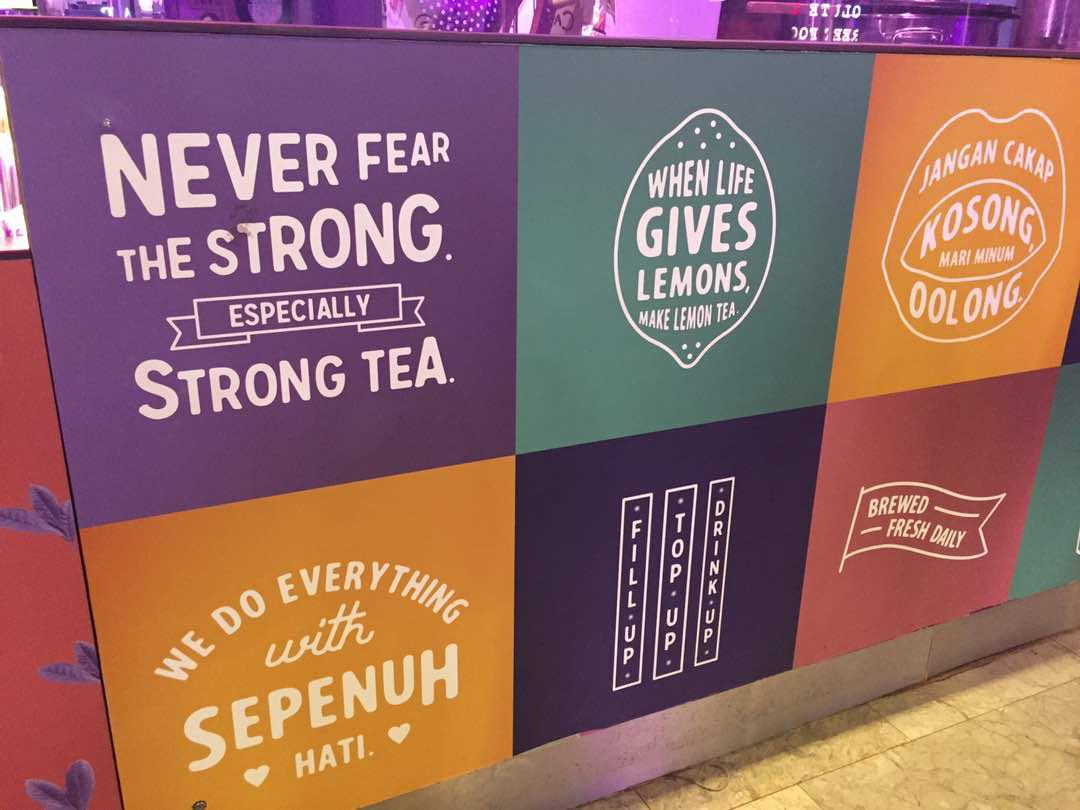 NEVER FEAR
THE STRONG.
ESPECIALLY
STRONG TEA.
WHEN LIFE
GIVES
LEMONS,
MAKE LEMON TEA.
JANGAN CAKAP
KOSONG,
MARI MINUM
OOLONG.
WE DO EVERYTHING
with
SEPENUH
HATI.
FILL UP
TOP UP
DRINK UP
BREWED
FRESH DAILY